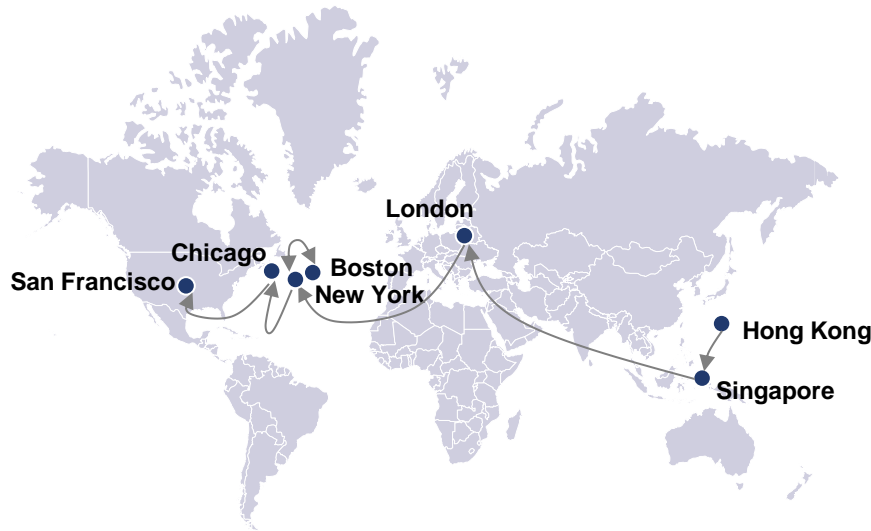 London
Chicago
San Francisco
Boston
New York
Hong Kong
Singapore